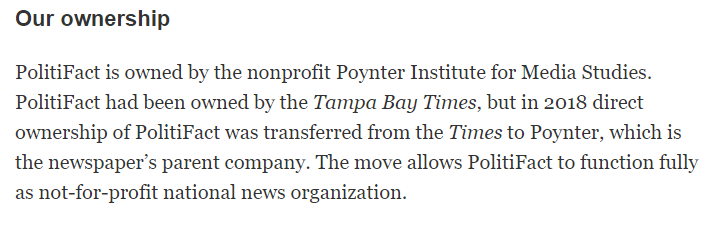 Our ownership
PolitiFact is owned by the nonprofit Poynter Institute for Media Studies.
PolitiFact had been owned by the Tampa Bay Times, but in 2018 direct
ownership of PolitiFact was transferred from the Times to Poynter, which is
the newspaper’s parent company. The move allows PolitiFact to function fully
as not-for-profit national news organization.